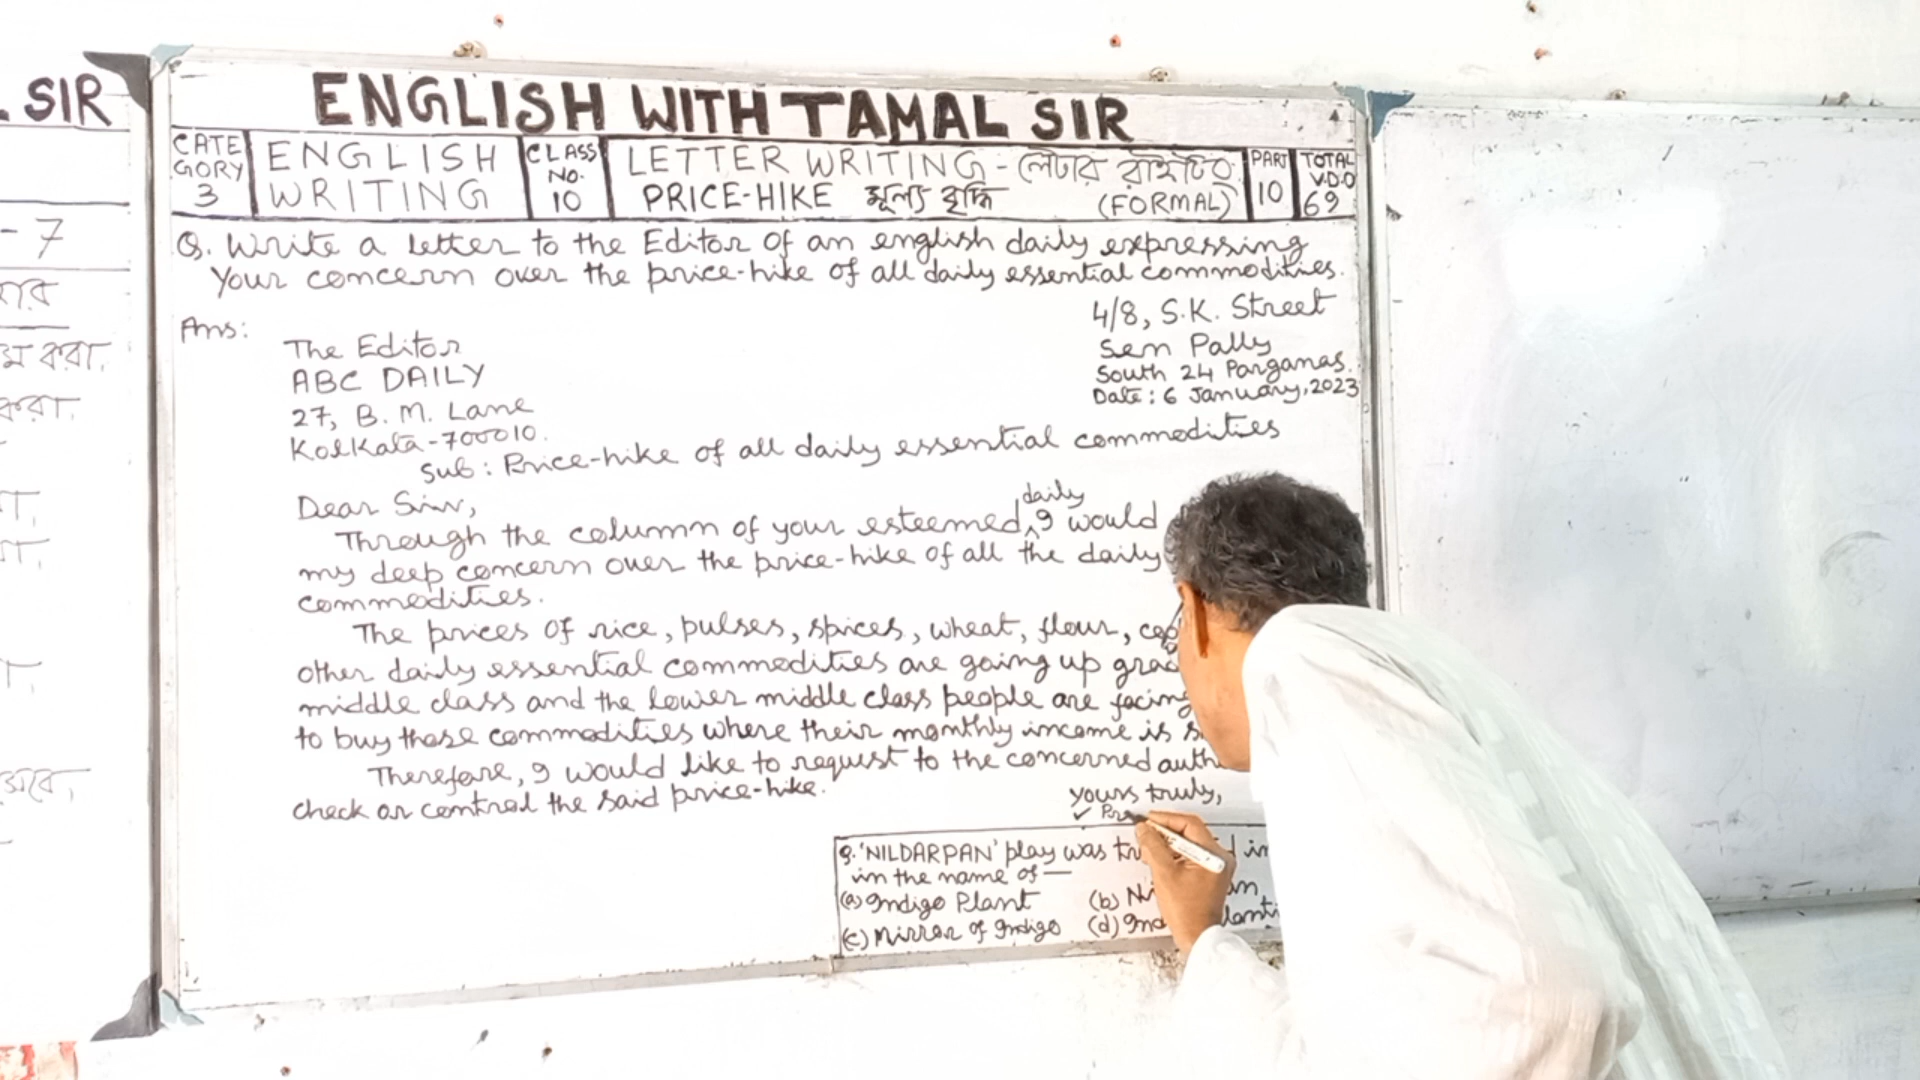 . SIR
- 7
ENGLISH WITH TAMAL SIR
CATE
GORY
3
ENGLISH
WRITING
CLASS
NO.
10
LETTER WRITING - লেটার রাইটিং
PRICE-HIKE মূল্য বৃদ্ধি (FORMAL)
PART
10
TOTAL
V.D.O
69
Q. Write a letter to the Editor of an english daily expressing
your concern over the price-hike of all daily essential commodities.
4/8, S.K. Street
Sen Pally
South 24 Parganas.
Date : 6 January, 2023
Ans:
The Editor
ABC DAILY
27, B. M. Lane
Kolkata-700010.
Sub : Price-hike of all daily essential commodities
Dear Sir,
Through the column of your esteemed daily I would
my deep concern over the price-hike of all the daily
commodities.
The prices of rice, pulses, spices, wheat, flour,
other daily essential commodities are going up
middle class and the lower middle class people are facing
to buy those commodities where their monthly income is
Therefore, I would like to request to the concerned
check or control the said price-hike.
yours truly,
Q. 'NILDARPAN' play was
in the name of —
(a) Indigo Plant (b)
(c) Mirror of Indigo (d)